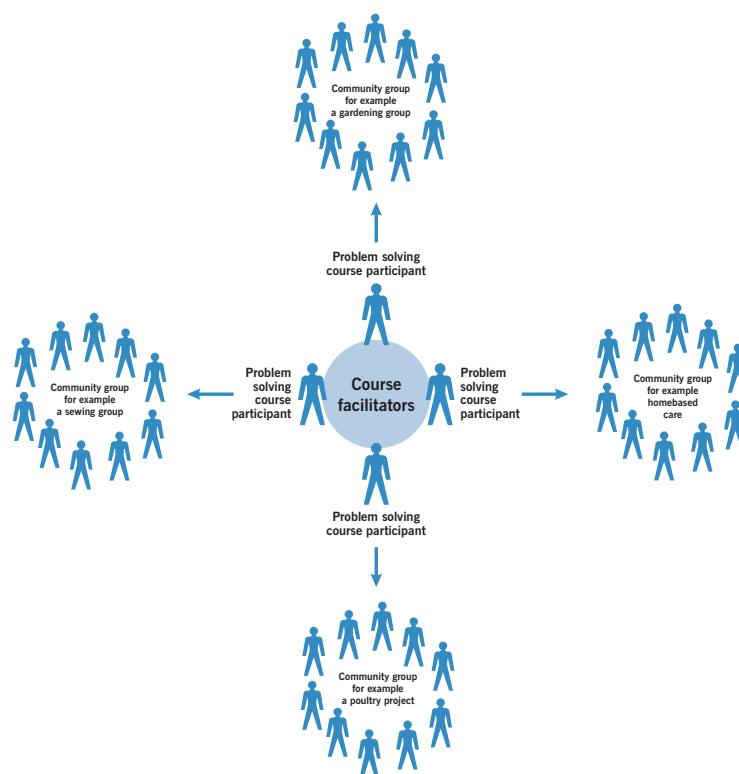 Community group
for example
a gardening group
Problem solving
course participant
Community group
for example
a sewing group
Problem
solving
course
participant
Course
facilitators
Problem
solving
course
participant
Community group
for example
homebased
care
Problem solving
course participant
Community group
for example
a poultry project